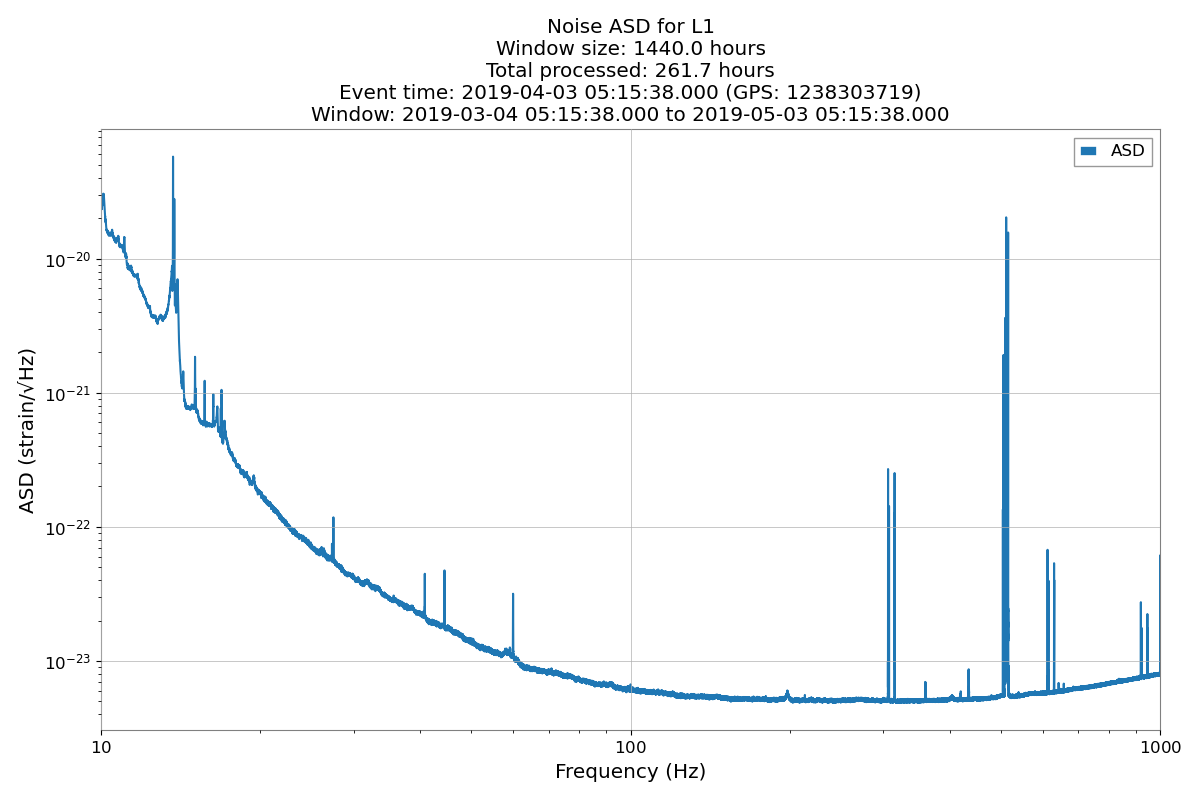 Noise ASD for L1
Window size: 1440.0 hours
Total processed: 261.7 hours
Event time: 2019-04-03 05:15:38.000 (GPS: 1238303719)
Window: 2019-03-04 05:15:38.000 to 2019-05-03 05:15:38.000
ASD
ASD (strain/√Hz)
10⁻²⁰
10⁻²¹
10⁻²²
10⁻²³
10
100
1000
Frequency (Hz)